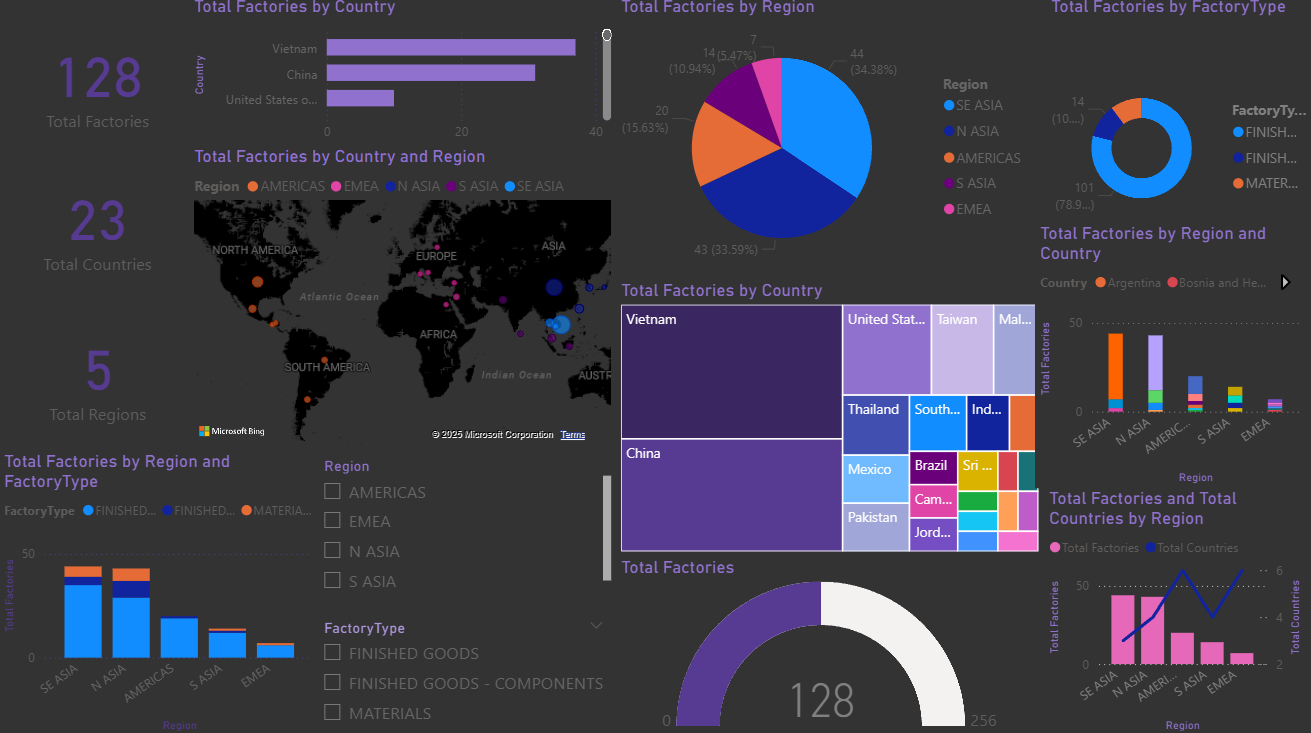 128
Total Factories
23
Total Countries
5
Total Regions
Total Factories by Country
Country
Vietnam
China
United States o...
0
20
40
Total Factories by Country and Region
Region
AMERICAS
EMEA
N ASIA
S ASIA
SE ASIA
NORTH AMERICA
EUROPE
ASIA
Atlantic Ocean
AFRICA
SOUTH AMERICA
Indian Ocean
AUSTR
Microsoft Bing
© 2025 Microsoft Corporation
Terms
Total Factories by Region
7
(5.47%)
14
(10.94%)
20
(15.63%)
44
(34.38%)
43 (33.59%)
Region
SE ASIA
N ASIA
AMERICAS
S ASIA
EMEA
Total Factories by FactoryType
14
(10....)
101
(78.9...)
FactoryTy...
FINISH...
FINISH...
MATER...
Total Factories by Region and
Country
Country
Argentina
Bosnia and He...
Total Factories
50
0
SE ASIA
N ASIA
AMERIC...
S ASIA
EMEA
Region
Total Factories by Country
Vietnam
China
United Stat...
Taiwan
Mal...
Thailand
South...
Ind...
Mexico
Brazil
Sri ...
Pakistan
Cam...
Jord...
Total Factories by Region and
FactoryType
FactoryType
FINISHED...
FINISHED...
MATERIA...
Total Factories
50
0
SE ASIA
N ASIA
AMERICAS
S ASIA
EMEA
Region
Region
AMERICAS
EMEA
N ASIA
S ASIA
FactoryType
FINISHED GOODS
FINISHED GOODS - COMPONENTS
MATERIALS
Total Factories
0
128
256
Total Factories and Total
Countries by Region
Total Factories
Total Countries
Total Factories
50
0
6
4
2
Total Countries
SE ASIA
N ASIA
AMERI...
S ASIA
EMEA
Region